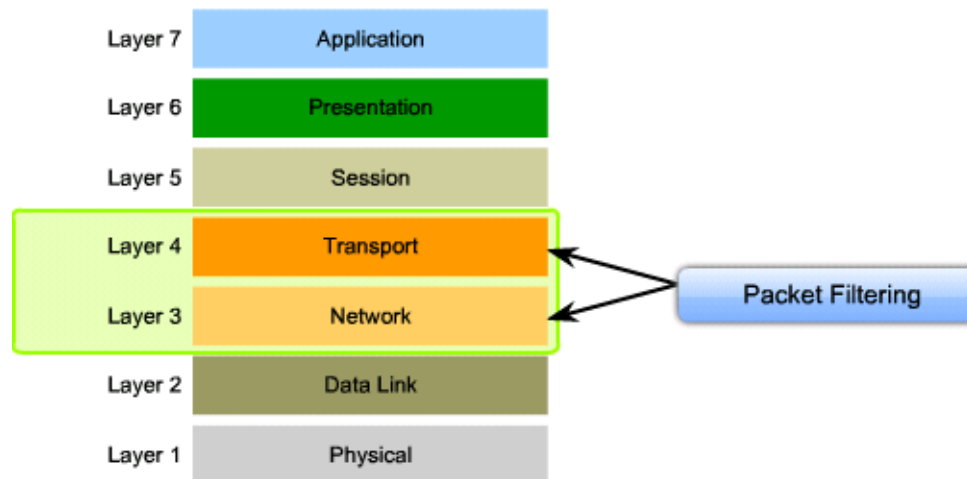 Layer 7 Application
Layer 6 Presentation
Layer 5 Session
Layer 4 Transport
Packet Filtering
Layer 3 Network
Layer 2 Data Link
Layer 1 Physical